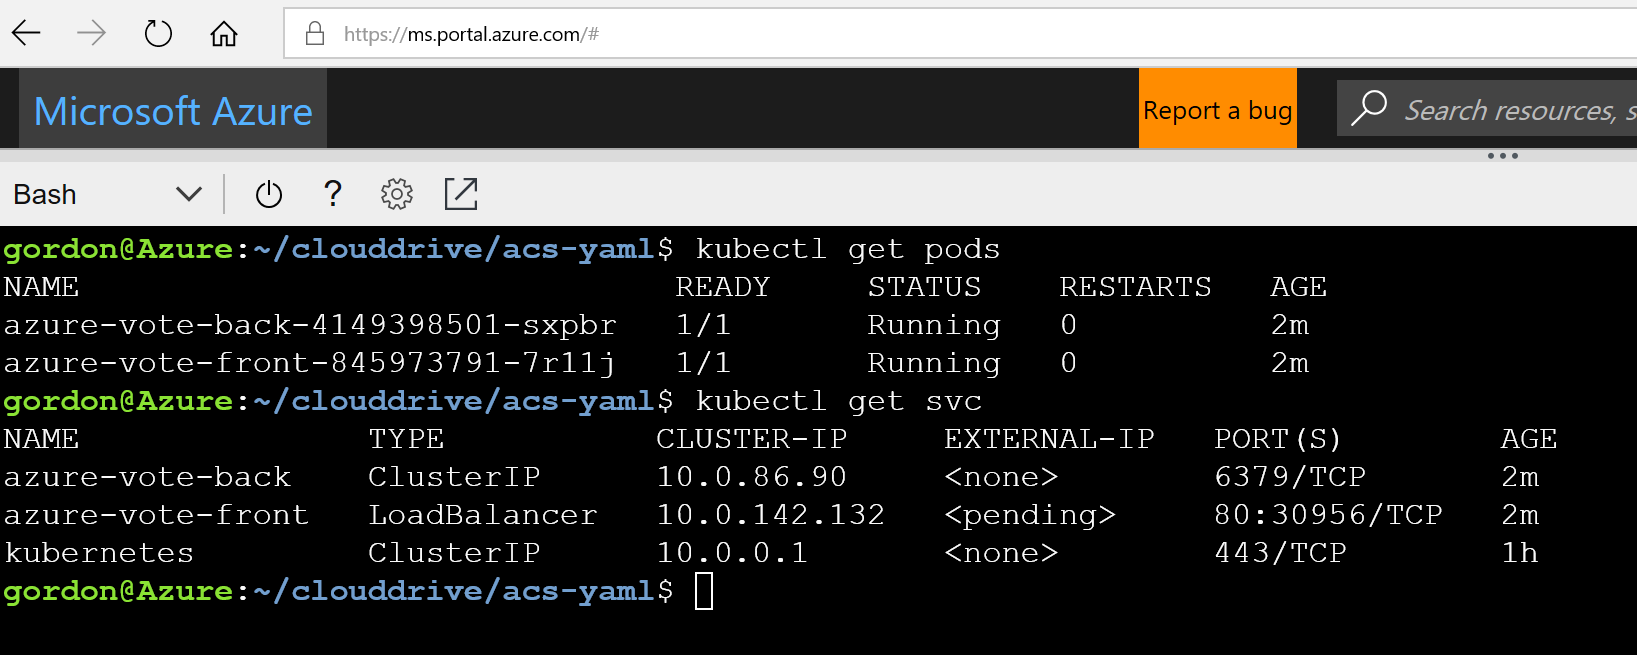 https://ms.portal.azure.com/#
Microsoft Azure
Report a bug
Search resources, s
Bash
?
gordon@Azure:~/clouddrive/acs-yaml$ kubectl get pods
NAME READY STATUS RESTARTS AGE
azure-vote-back-4149398501-sxpbr 1/1 Running 0 2m
azure-vote-front-845973791-7r11j 1/1 Running 0 2m
gordon@Azure:~/clouddrive/acs-yaml$ kubectl get svc
NAME TYPE CLUSTER-IP EXTERNAL-IP PORT(S) AGE
azure-vote-back ClusterIP 10.0.86.90 <none> 6379/TCP 2m
azure-vote-front LoadBalancer 10.0.142.132 <pending> 80:30956/TCP 2m
kubernetes ClusterIP 10.0.0.1 <none> 443/TCP 1h
gordon@Azure:~/clouddrive/acs-yaml$